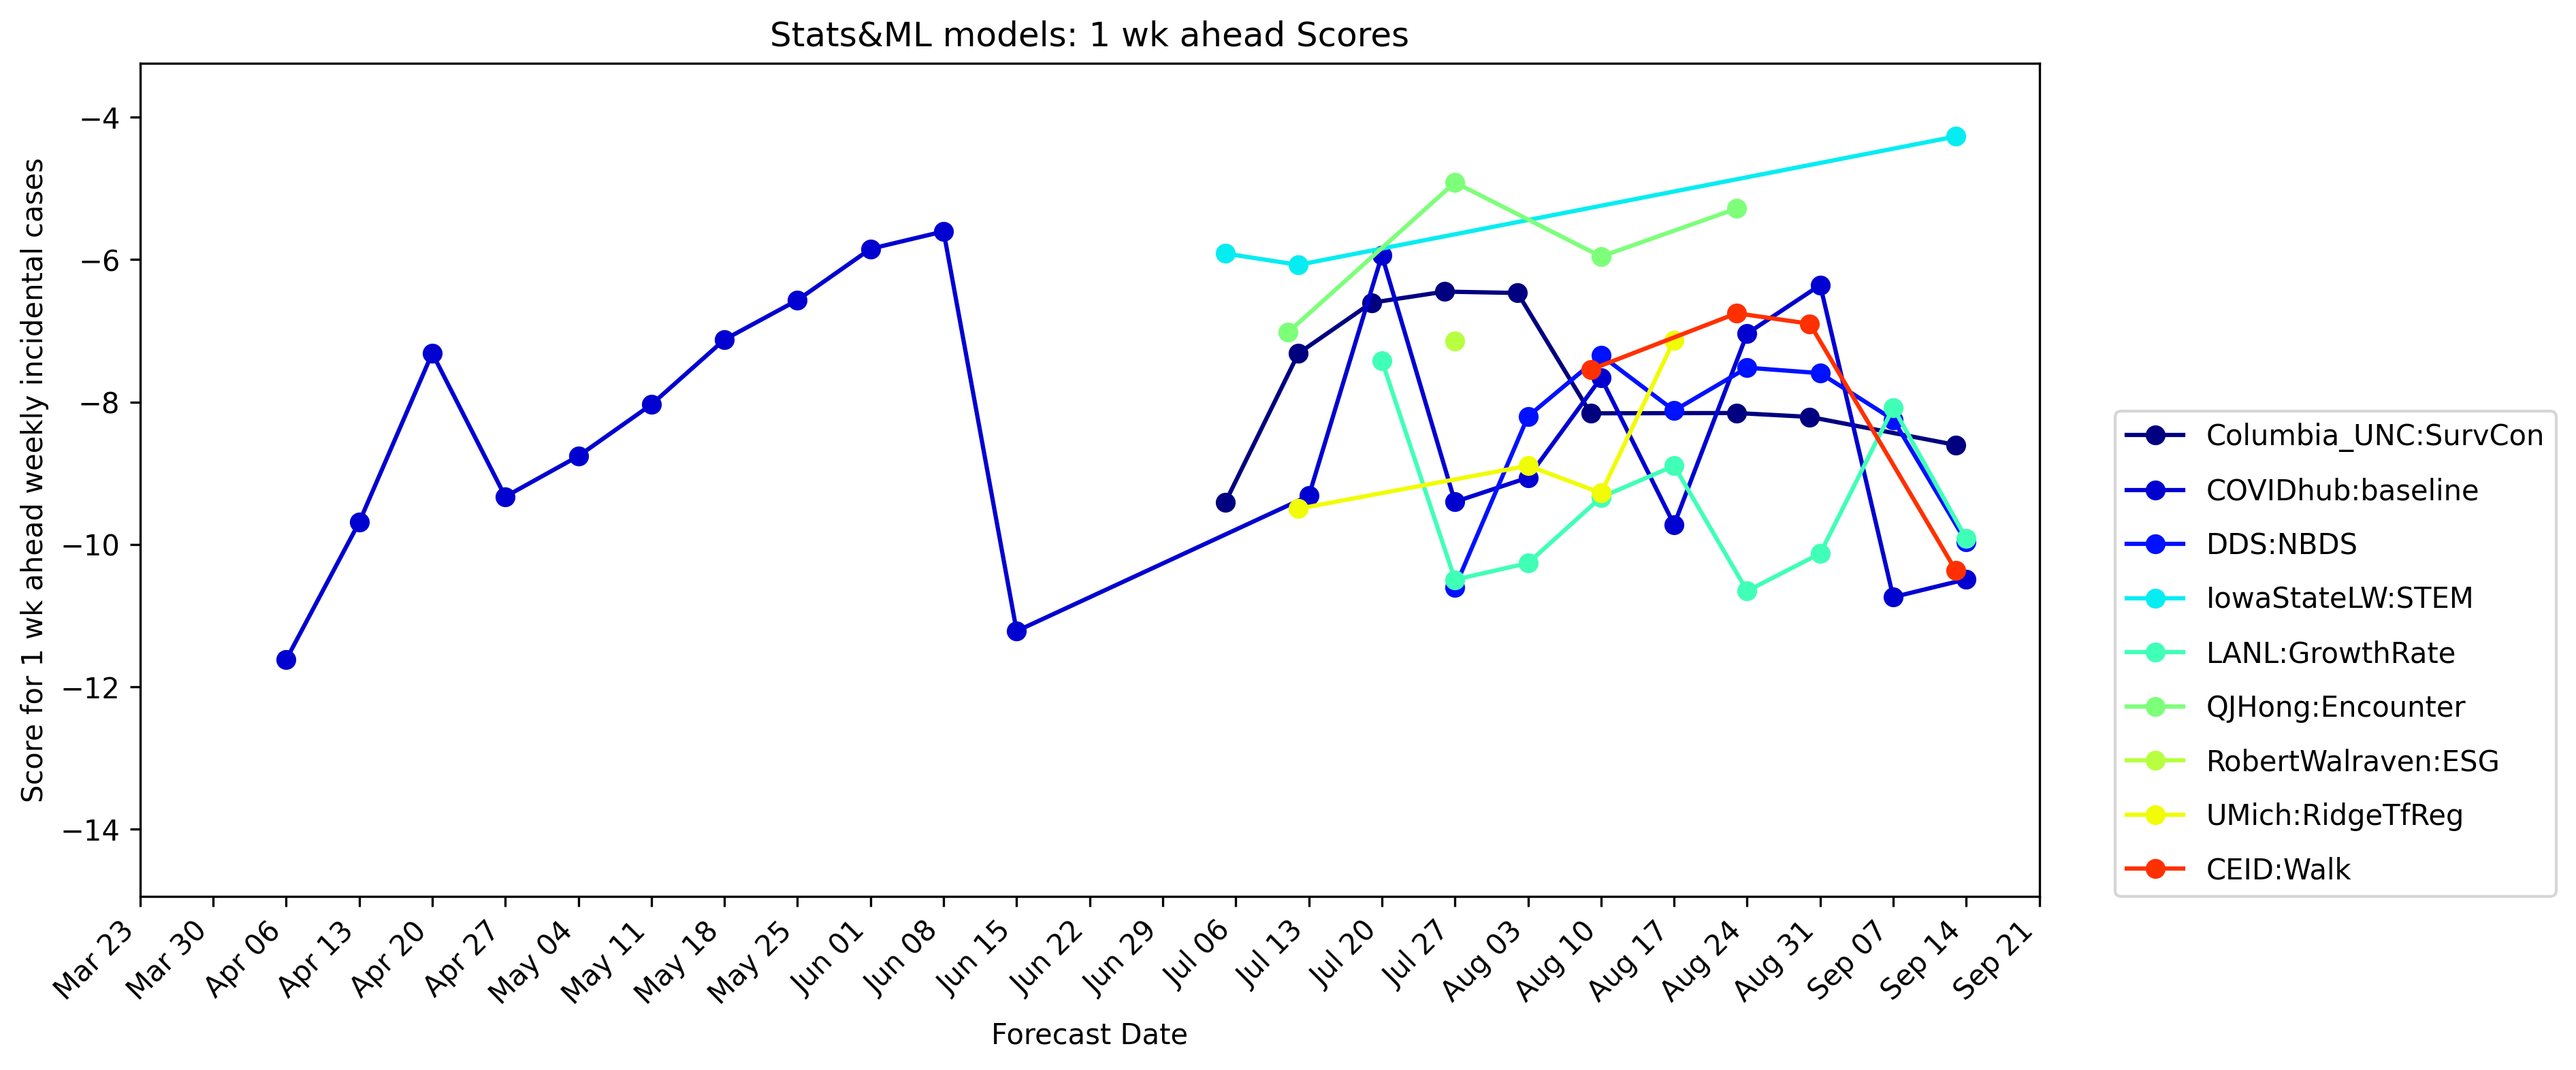 Stats&ML models: 1 wk ahead Scores
Score for 1 wk ahead weekly incidental cases
−4
−6
−8
−10
−12
−14
Mar 23
Mar 30
Apr 06
Apr 13
Apr 20
Apr 27
May 04
May 11
May 18
May 25
Jun 01
Jun 08
Jun 15
Jun 22
Jun 29
Jul 06
Jul 13
Jul 20
Jul 27
Aug 03
Aug 10
Aug 17
Aug 24
Aug 31
Sep 07
Sep 14
Sep 21
Forecast Date
Columbia_UNC:SurvCon
COVIDhub:baseline
DDS:NBDS
IowaStateLW:STEM
LANL:GrowthRate
QJHong:Encounter
RobertWalraven:ESG
UMich:RidgeTfReg
CEID:Walk